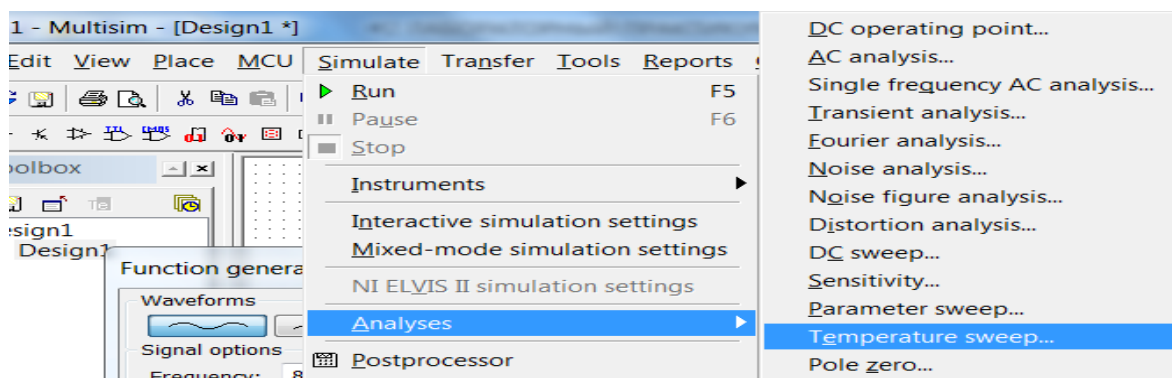 1 - Multisim - [Design1 *]
Edit View Place MCU Simulate Transfer Tools Reports
Run F5
Pause F6
Stop
Instruments
Interactive simulation settings
Mixed-mode simulation settings
NI ELVIS II simulation settings
Analyses
Postprocessor
DC operating point...
AC analysis...
Single frequency AC analysis...
Transient analysis...
Fourier analysis...
Noise analysis...
Noise figure analysis...
Distortion analysis...
DC sweep...
Sensitivity...
Parameter sweep...
Temperature sweep...
Pole zero...
oolbox
esign1
Design1
Function genera
Waveforms
Signal options
Frequency: 8